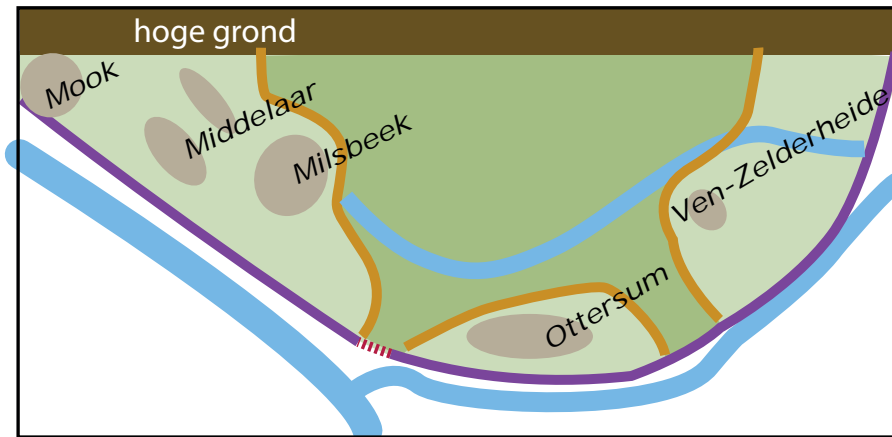 hoge grond
Mook
Middelaar
Milsbeek
Ven-Zelderheide
Ottersum